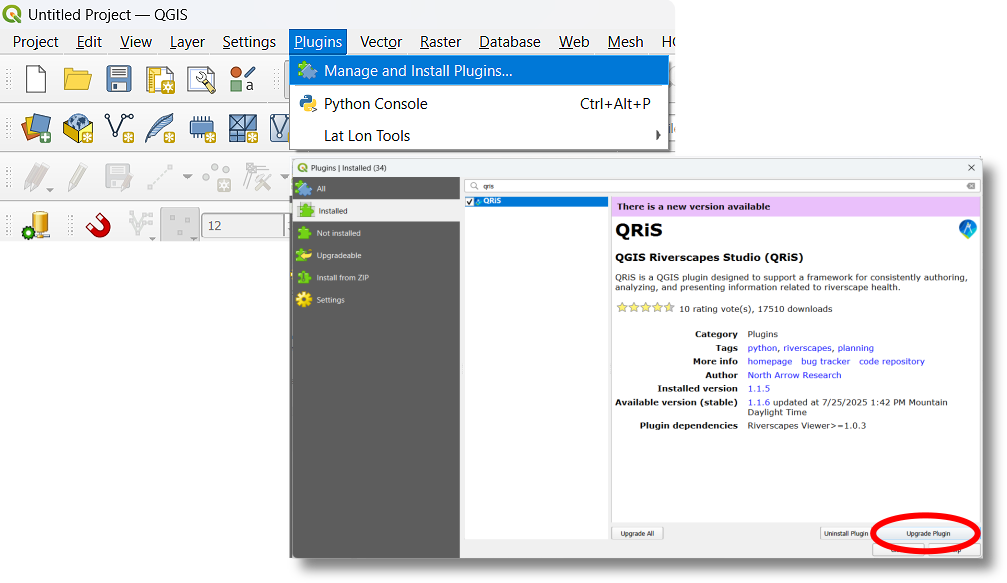 Untitled Project — QGIS
Project Edit View Layer Settings Plugins Vector Raster Database Web Mesh
Manage and Install Plugins...
Python Console Ctrl+Alt+P
Lat Lon Tools
a
12
Plugins | Installed (34)
All
Installed
Not installed
Upgradeable
Install from ZIP
Settings
qris
QRiS
There is a new version available
QRiS
QGIS Riverscapes Studio (QRiS)
QRiS is a QGIS plugin designed to support a framework for consistently authoring,
analyzing, and presenting information related to riverscape health.
10 rating vote(s), 17510 downloads
Category Plugins
Tags python, riverscapes, planning
More info homepage bug tracker code repository
Author North Arrow Research
Installed version 1.1.5
Available version (stable) 1.1.6 updated at 7/25/2025 1:42 PM Mountain
Daylight Time
Plugin dependencies Riverscapes Viewer>=1.0.3
Upgrade All Uninstall Plugin Upgrade Plugin